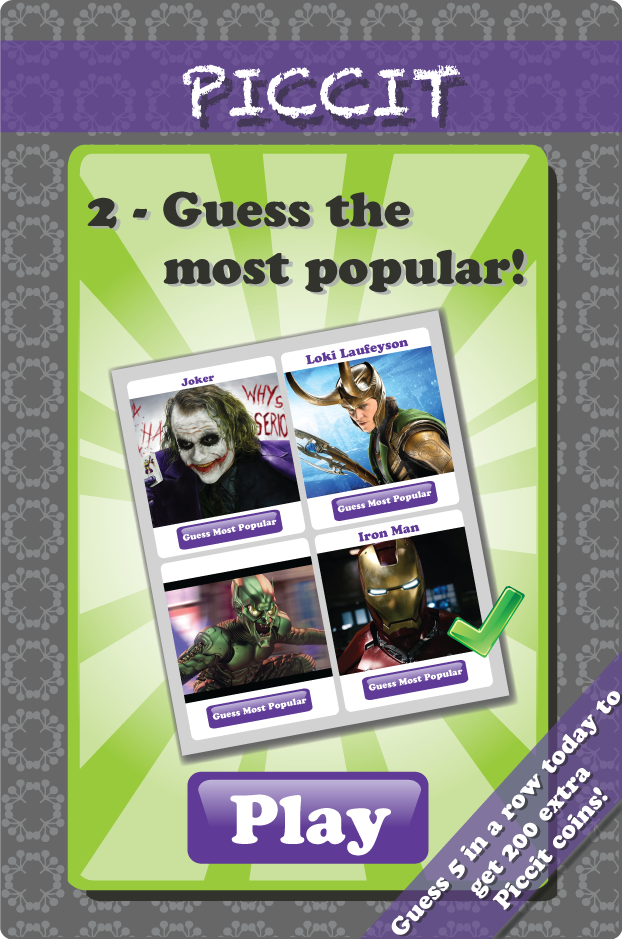 PICCIT
2 - Guess the
most popular!
Joker
Loki Laufeyson
WHY S
SERIO
HA
Guess Most Popular
Guess Most Popular
Iron Man
Guess Most Popular
Guess Most Popular
Play
Guess 5 in a row today to
get 200 extra
Piccit coins!